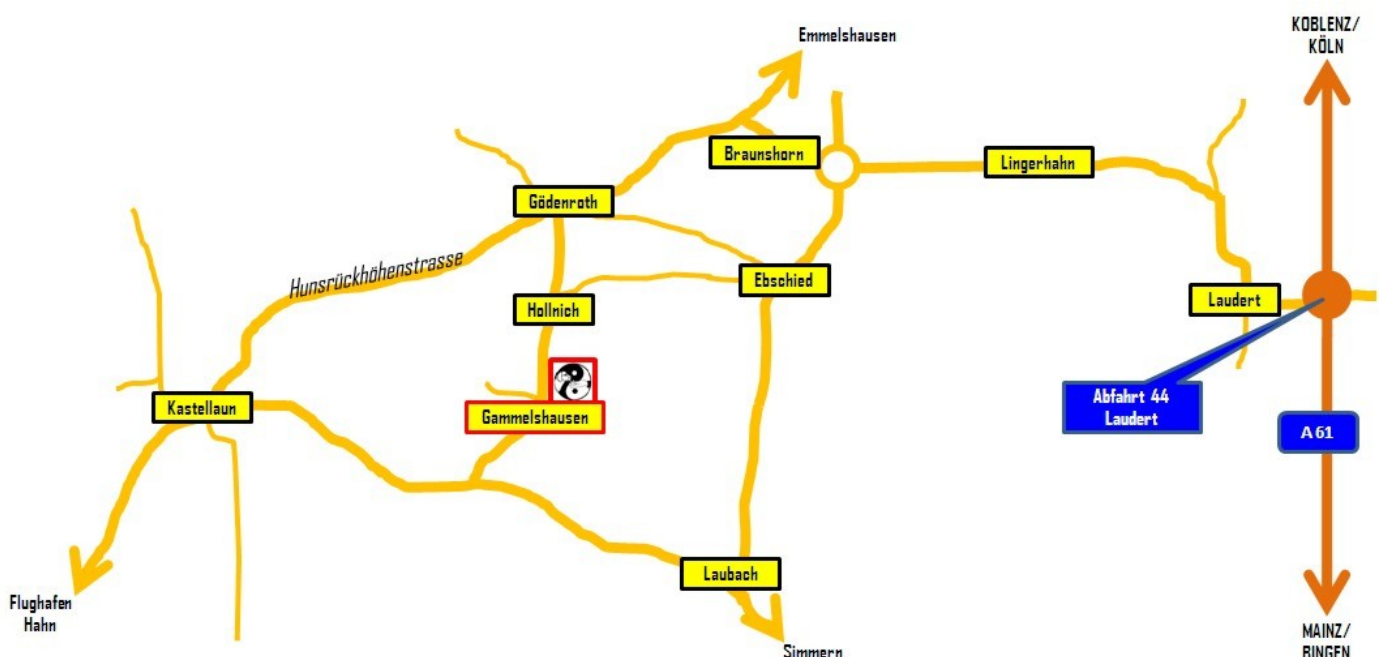 KOBLENZ/
KÖLN
Emmelshausen
Braunshorn
Lingerhahn
Gödenroth
Hunsrückhöhenstrasse
Ebschied
Hollnich
Laudert
Abfahrt 44
Laudert
Kastellaun
Gammelshausen
A 61
Laubach
Flughafen
Hahn
Simmern
MAINZ/
BINGEN